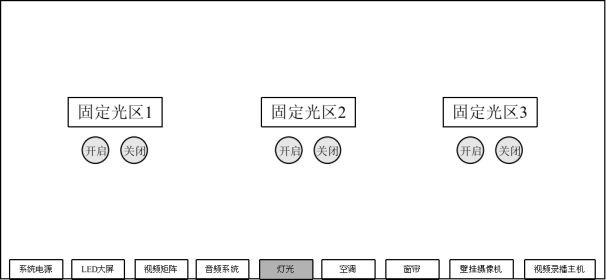 固定光区1 固定光区2 固定光区3
开启 关闭 开启 关闭 开启 关闭
系统电源 LED大屏 视频矩阵 音频系统 灯光 空调 窗帘 壁挂摄像机 视频录播主机